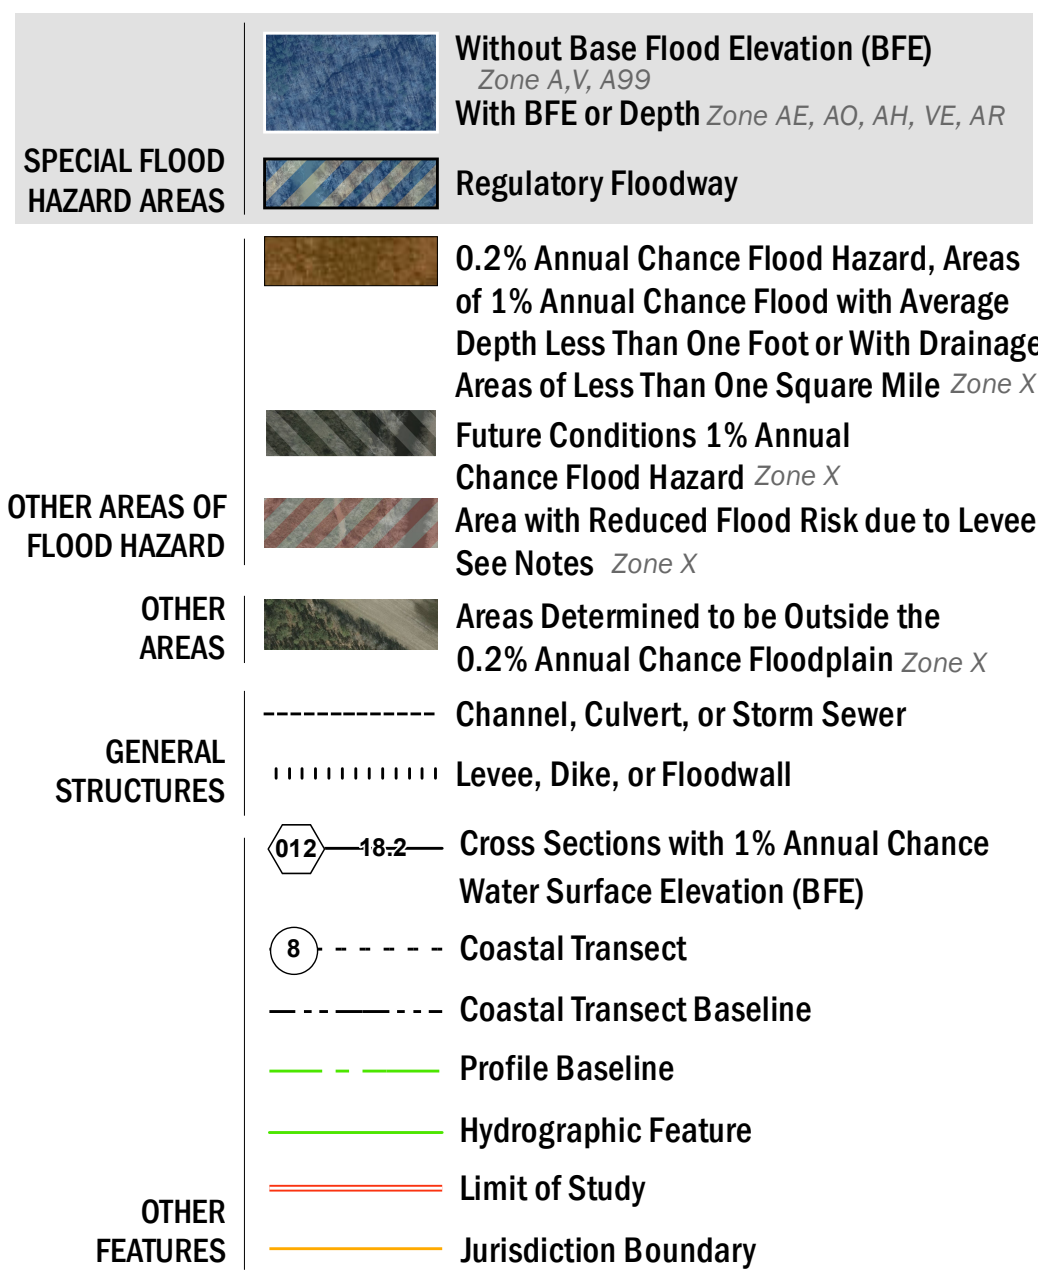 SPECIAL FLOOD
HAZARD AREAS
Without Base Flood Elevation (BFE)
Zone A,V, A99
With BFE or Depth Zone AE, AO, AH, VE, AR
Regulatory Floodway
OTHER AREAS OF
FLOOD HAZARD
0.2% Annual Chance Flood Hazard, Areas
of 1% Annual Chance Flood with Average
Depth Less Than One Foot or With Drainage
Areas of Less Than One Square Mile Zone X
Future Conditions 1% Annual
Chance Flood Hazard Zone X
Area with Reduced Flood Risk due to Levee
See Notes Zone X
OTHER
AREAS
Areas Determined to be Outside the
0.2% Annual Chance Floodplain Zone X
GENERAL
STRUCTURES
Channel, Culvert, or Storm Sewer
Levee, Dike, or Floodwall
OTHER
FEATURES
012 18.2 Cross Sections with 1% Annual Chance
Water Surface Elevation (BFE)
8 Coastal Transect
Coastal Transect Baseline
Profile Baseline
Hydrographic Feature
Limit of Study
Jurisdiction Boundary